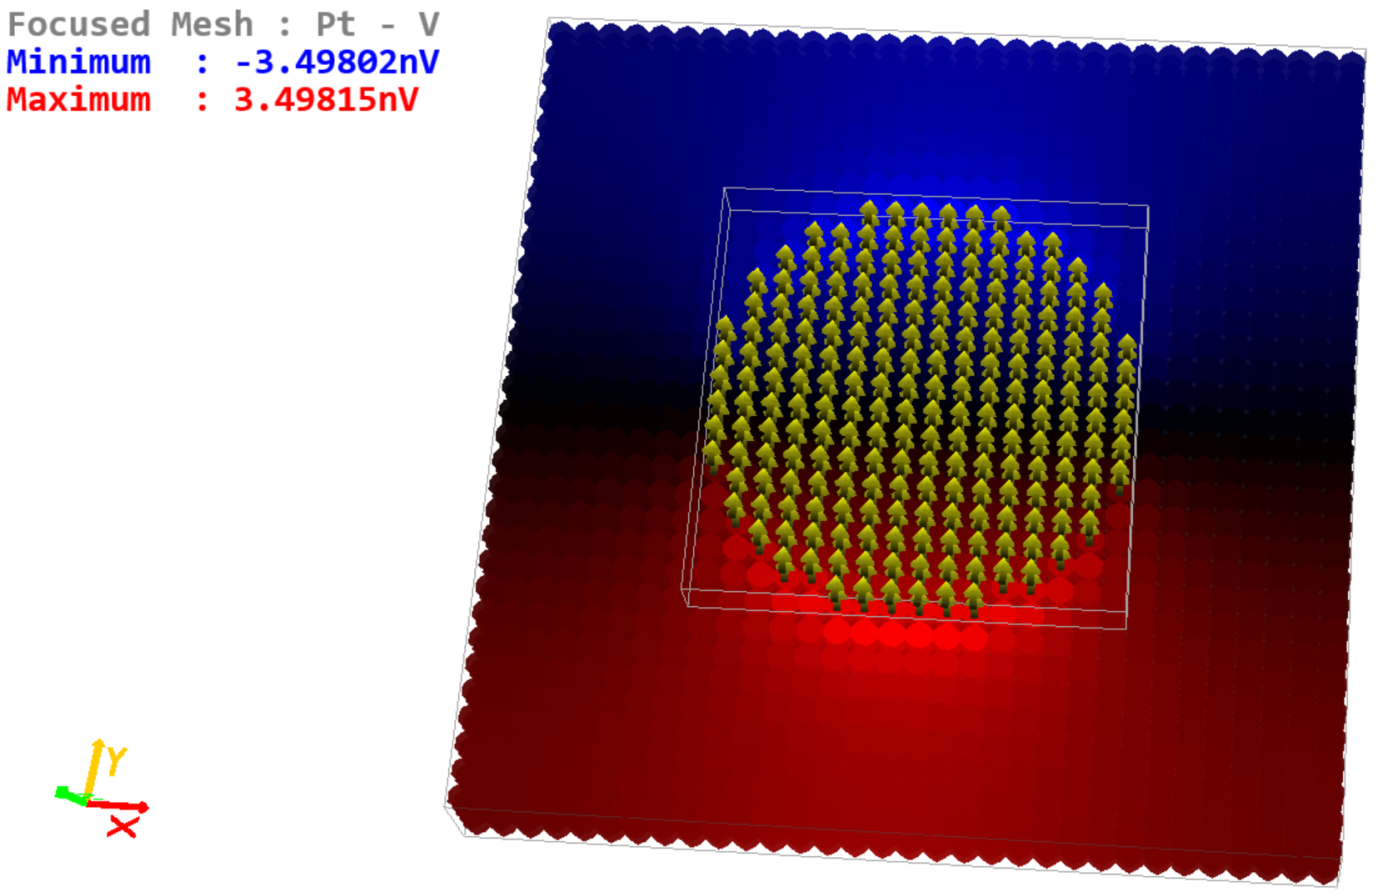 Focused Mesh : Pt - V
Minimum  : -3.49802nV
Maximum  : 3.49815nV
Y
X